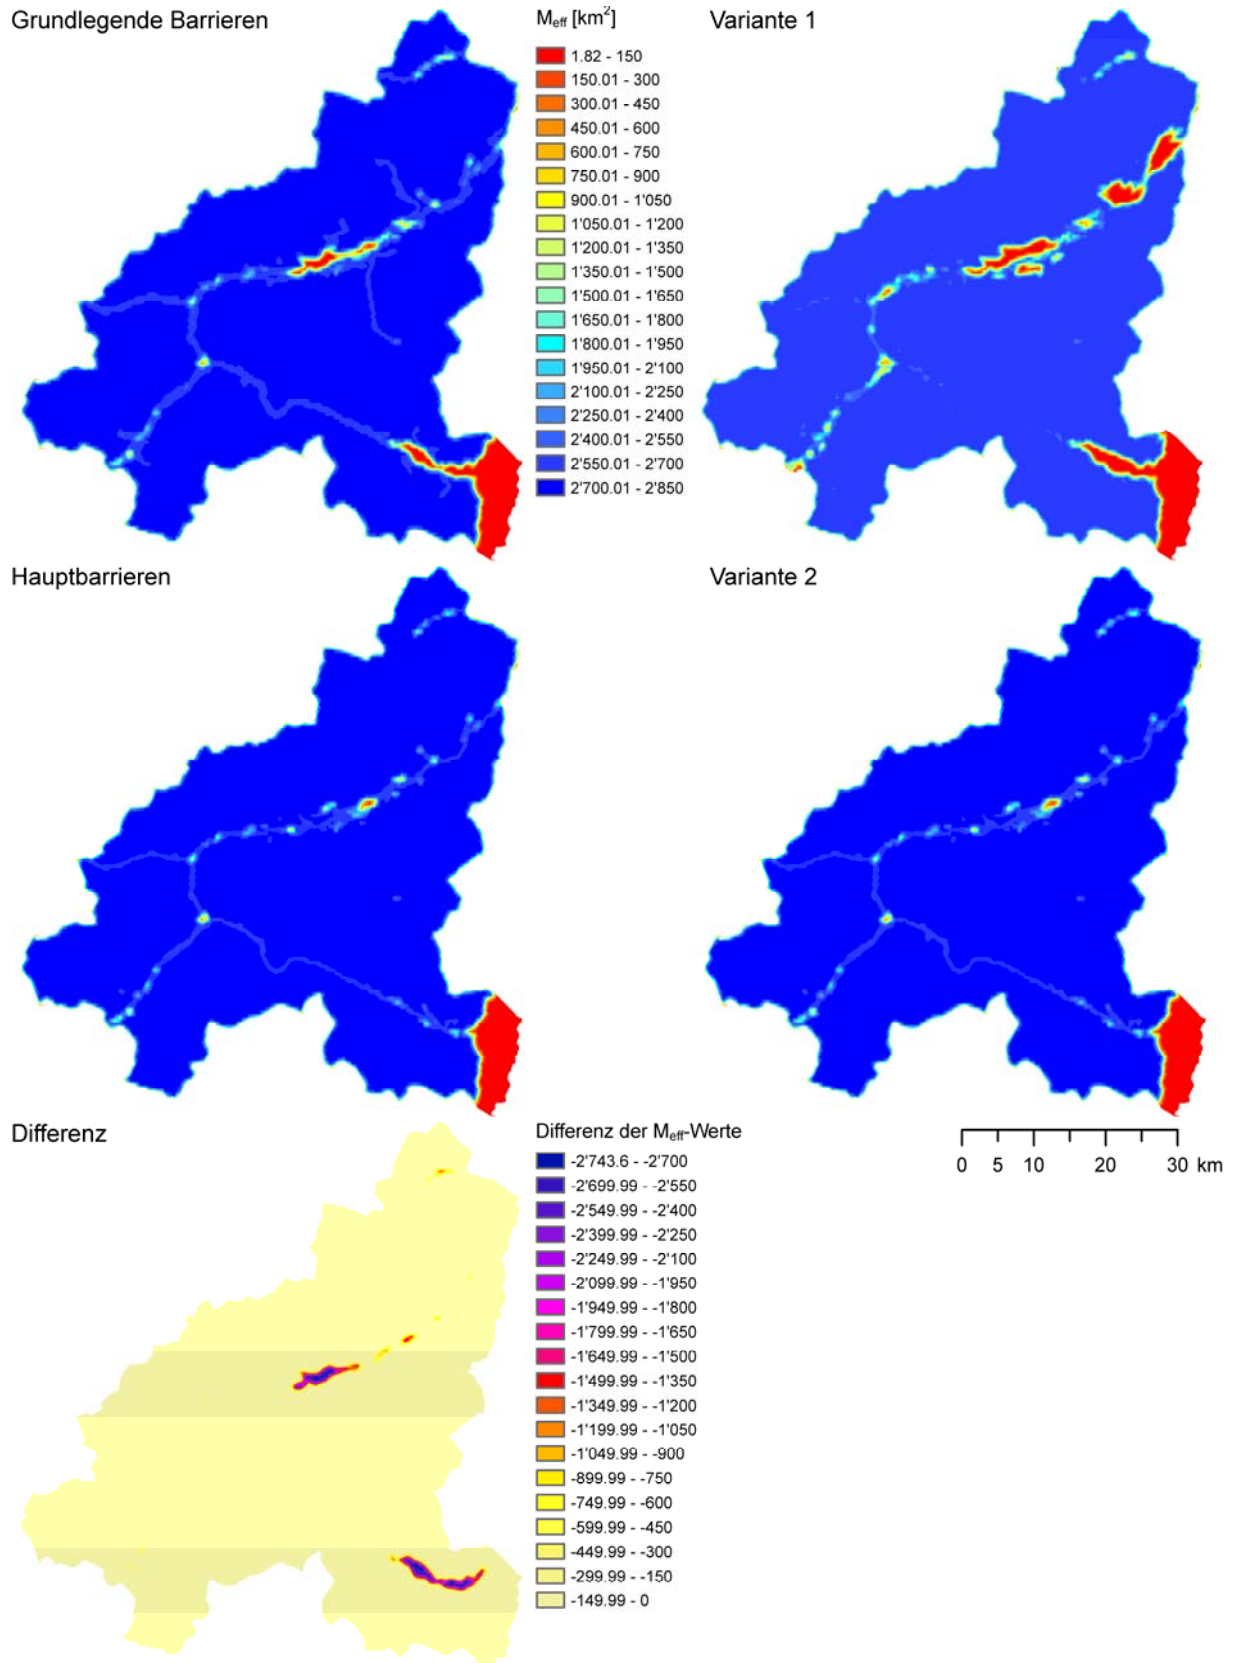 Grundlegende Barrieren
M_eff [km²]
1.82 - 150
150.01 - 300
300.01 - 450
450.01 - 600
600.01 - 750
750.01 - 900
900.01 - 1'050
1'050.01 - 1'200
1'200.01 - 1'350
1'350.01 - 1'500
1'500.01 - 1'650
1'650.01 - 1'800
1'800.01 - 1'950
1'950.01 - 2'100
2'100.01 - 2'250
2'250.01 - 2'400
2'400.01 - 2'550
2'550.01 - 2'700
2'700.01 - 2'850
Variante 1
Hauptbarrieren
Variante 2
Differenz
Differenz der M_eff-Werte
-2'743.6 - -2'700
-2'699.99 - -2'550
-2'549.99 - -2'400
-2'399.99 - -2'250
-2'249.99 - -2'100
-2'099.99 - -1'950
-1'949.99 - -1'800
-1'799.99 - -1'650
-1'649.99 - -1'500
-1'499.99 - -1'350
-1'349.99 - -1'200
-1'199.99 - -1'050
-1'049.99 - -900
-899.99 - -750
-749.99 - -600
-599.99 - -450
-449.99 - -300
-299.99 - -150
-149.99 - 0
0 5 10 20 30 km